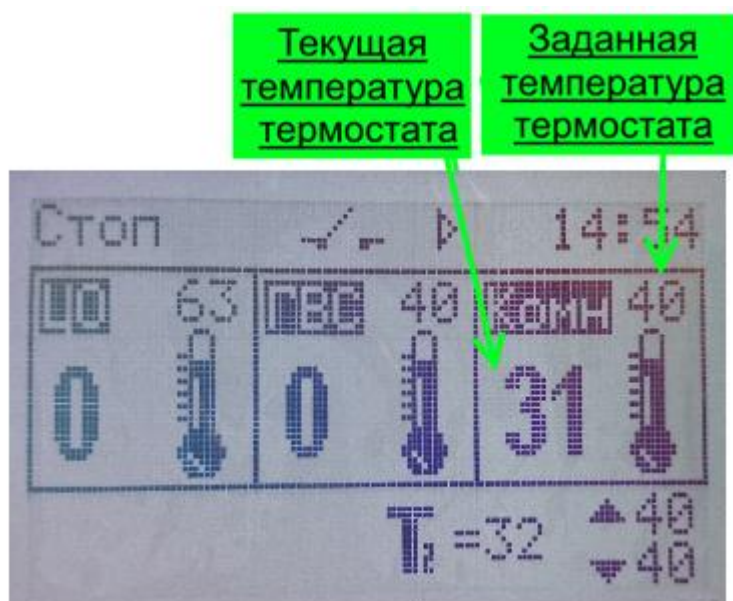 Текущая
температура
термостата
Заданная
температура
термостата
Стоп 14:54
ЦО 63 ГВС 40 Комн 40
0 0 31
T₂ =32 40
40